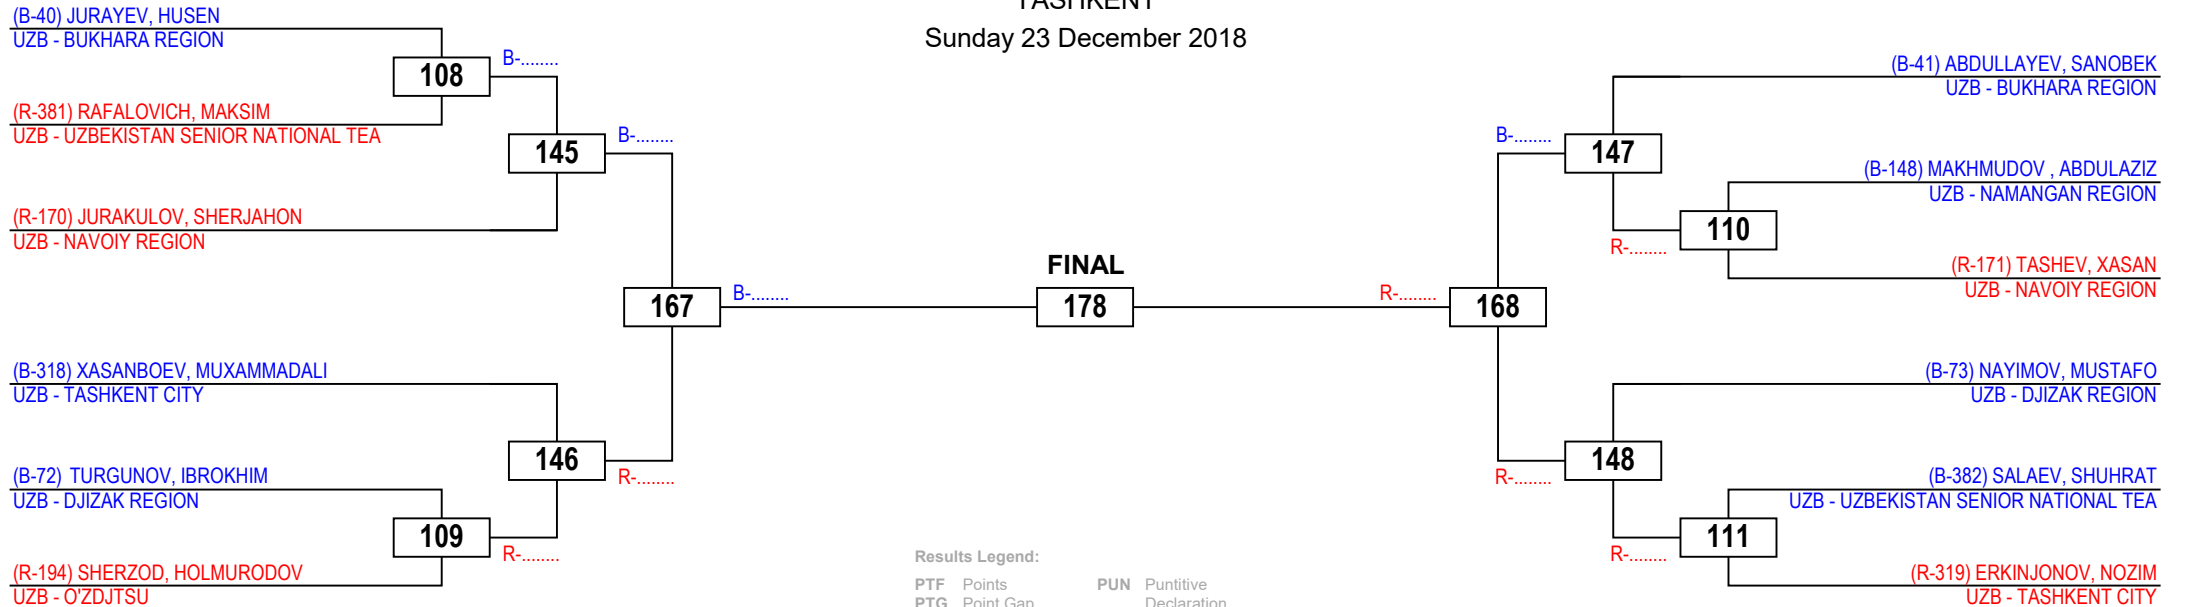 TASHKENT
Sunday 23 December 2018
(B-40) JURAYEV, HUSEN
UZB - BUKHARA REGION
108
B-........
(R-381) RAFALOVICH, MAKSIM
UZB - UZBEKISTAN SENIOR NATIONAL TEA
145
B-........
(R-170) JURAKULOV, SHERJAHON
UZB - NAVOIY REGION
167
B-........
(B-318) XASANBOEV, MUXAMMADALI
UZB - TASHKENT CITY
146
R-........
(B-72) TURGUNOV, IBROKHIM
UZB - DJIZAK REGION
109
R-........
(R-194) SHERZOD, HOLMURODOV
UZB - O'ZDJTSU
FINAL
178
(B-41) ABDULLAYEV, SANOBEK
UZB - BUKHARA REGION
B-........
147
(B-148) MAKHMUDOV , ABDULAZIZ
UZB - NAMANGAN REGION
110
R-........
(R-171) TASHEV, XASAN
UZB - NAVOIY REGION
R-........
168
(B-73) NAYIMOV, MUSTAFO
UZB - DJIZAK REGION
148
R-........
(B-382) SALAEV, SHUHRAT
UZB - UZBEKISTAN SENIOR NATIONAL TEA
111
R-........
(R-319) ERKINJONOV, NOZIM
UZB - TASHKENT CITY
Results Legend:
PTF Points PUN Puntitive
PTG Point Gap Declaration